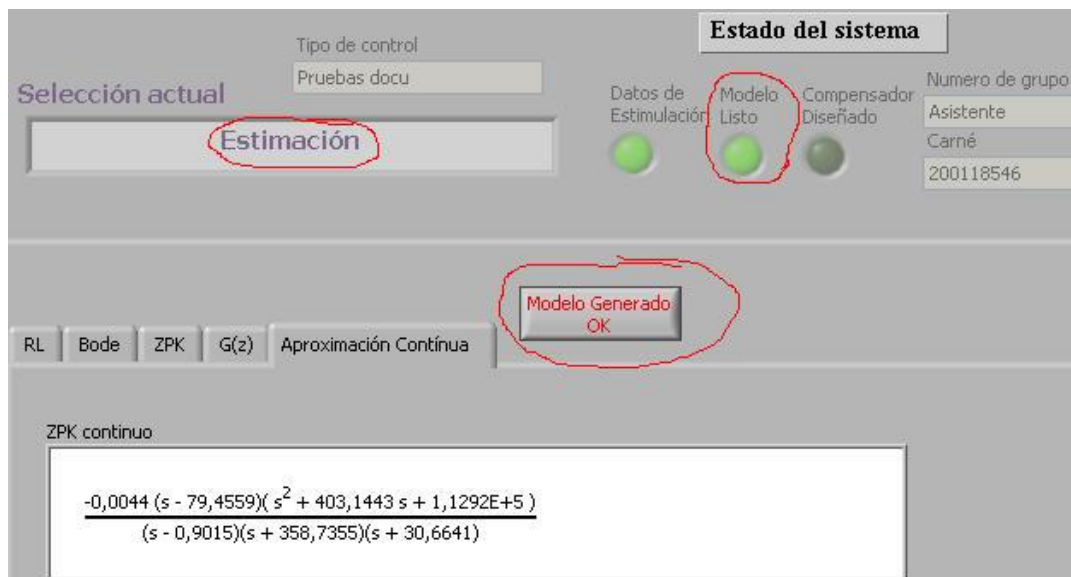 Estado del sistema
Tipo de control
Pruebas docu
Selección actual
Estimación
Datos de
Estimulación
Modelo
Listo
Compensador
Diseñado
Numero de grupo
Asistente
Carné
200118546
Modelo Generado
OK
RL
Bode
ZPK
G(z)
Aproximación Contínua
ZPK continuo
-0,0044 (s - 79,4559)( s² + 403,1443 s + 1,1292E+5 )
(s - 0,9015)(s + 358,7355)(s + 30,6641)